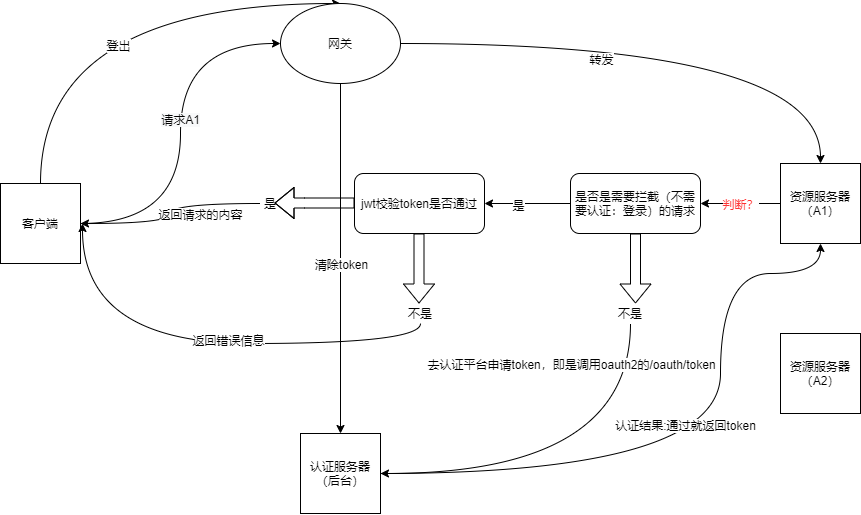 登出
网关
转发
请求A1
客户端
返回请求的内容
是
jwt校验token是否通过
是
是否是需要拦截（不需
要认证：登录）的请求
判断？
资源服务器
（A1）
清除token
不是
不是
返回错误信息
去认证平台申请token，即是调用oauth2的/oauth/token
资源服务器
（A2）
认证结果:通过就返回token
认证服务器
（后台）